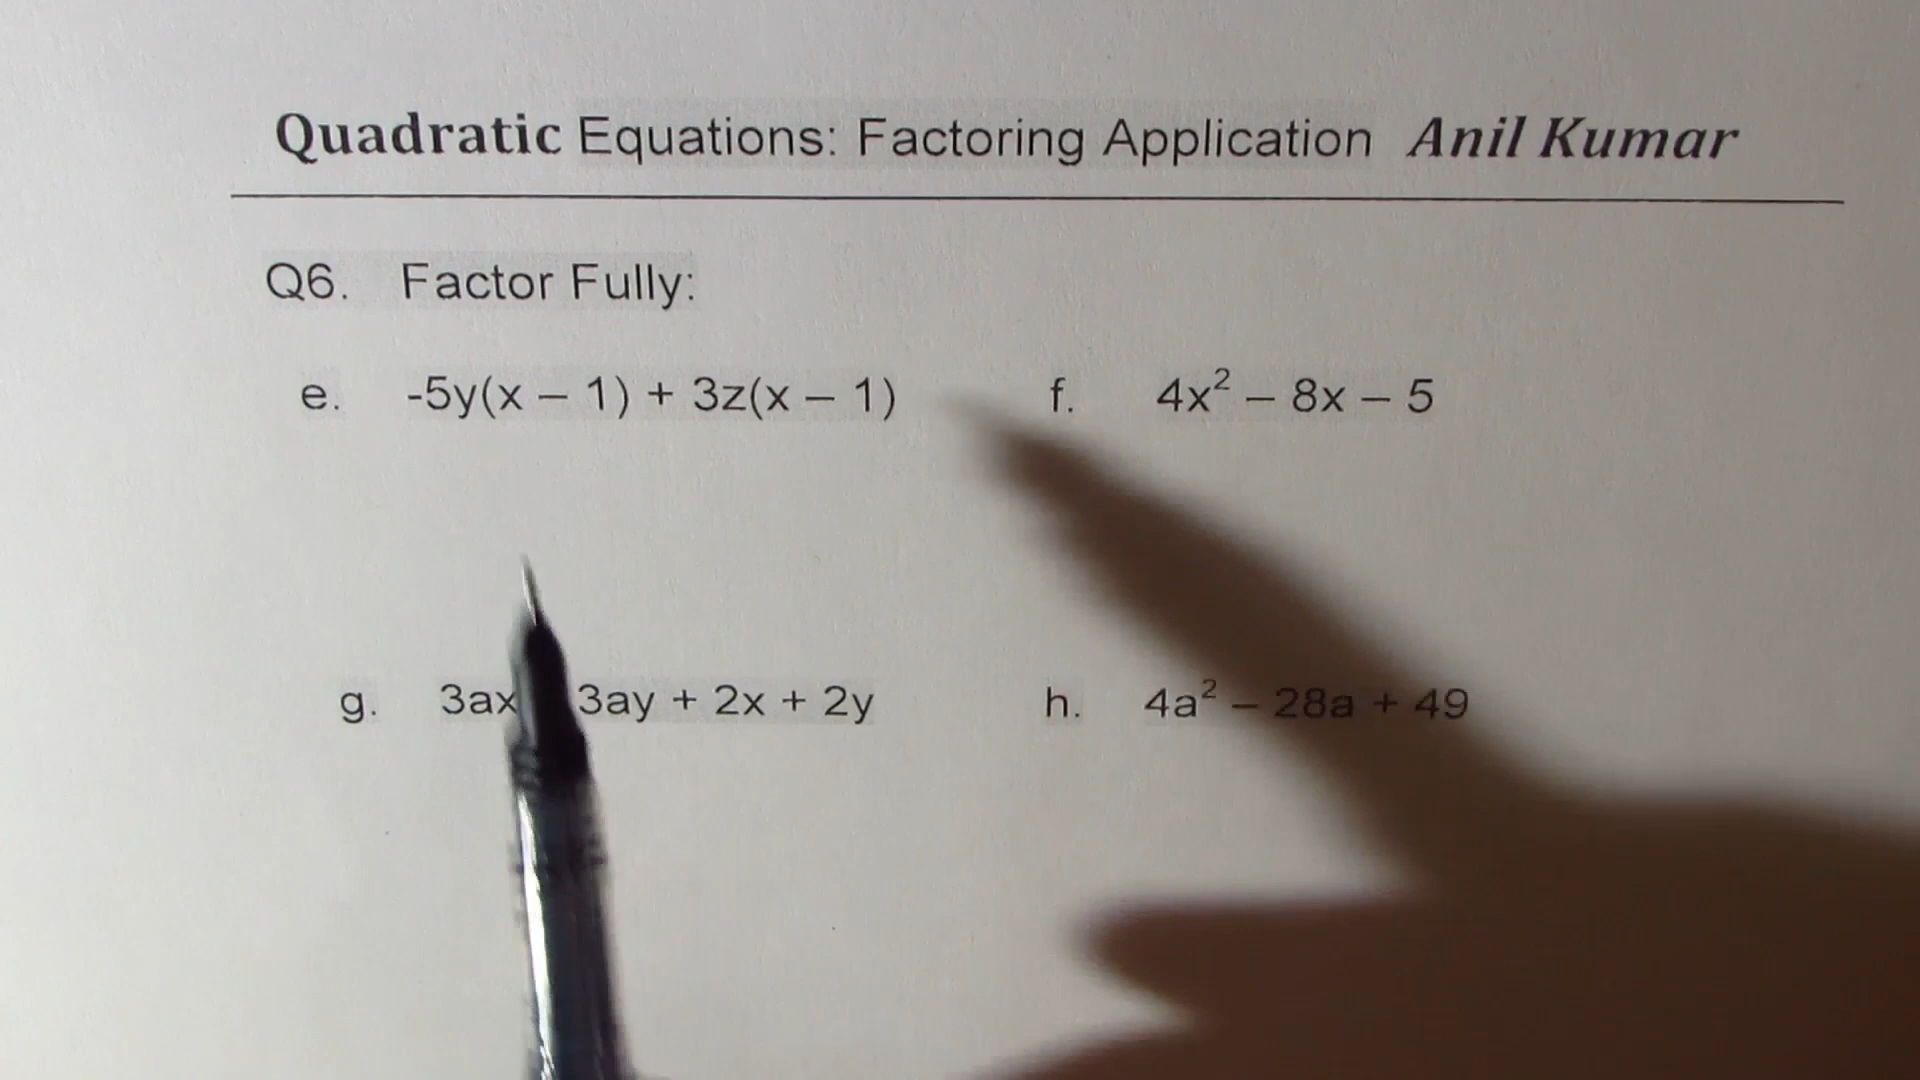 Quadratic Equations: Factoring Application Anil Kumar
Q6. Factor Fully:
e. -5y(x – 1) + 3z(x – 1) f. 4x² – 8x – 5
g. 3ax 3ay + 2x + 2y h. 4a² – 28a + 49